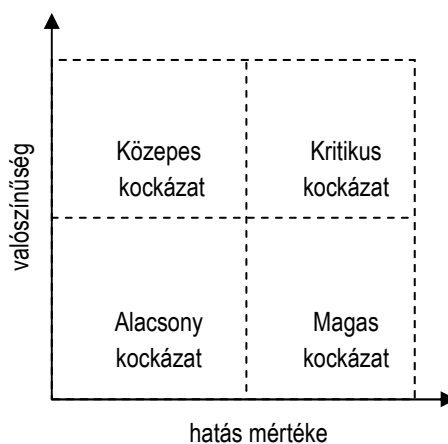 valószínűség
Közepes
kockázat
Kritikus
kockázat
Alacsony
kockázat
Magas
kockázat
hatás mértéke